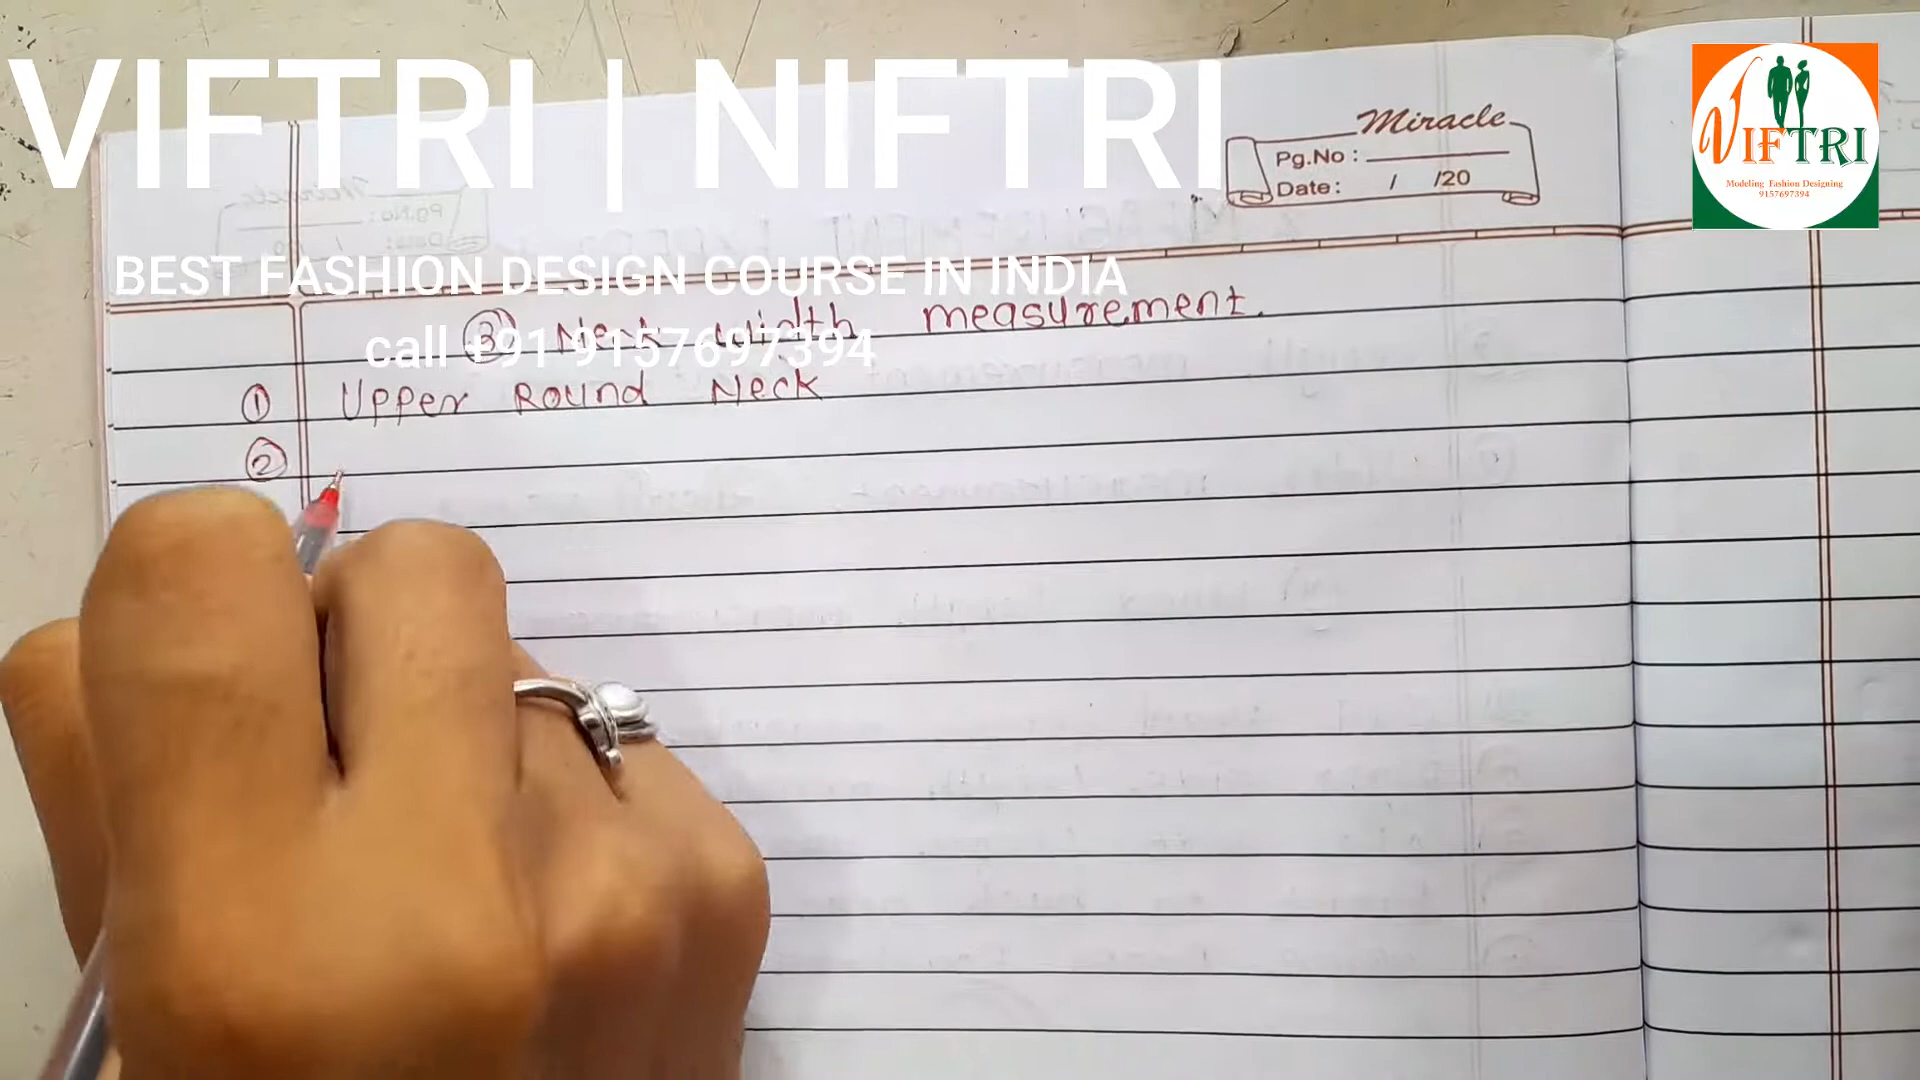 VIFTRI | NIFTRI
Miracle
Pg.No :
Date: / /20
VIFTRI
Modeling Fashion Designing
9157697394
BEST FASHION DESIGN COURSE IN INDIA
③ Neck width measurement.
call +91 9157697394
① Upper Round Neck
②